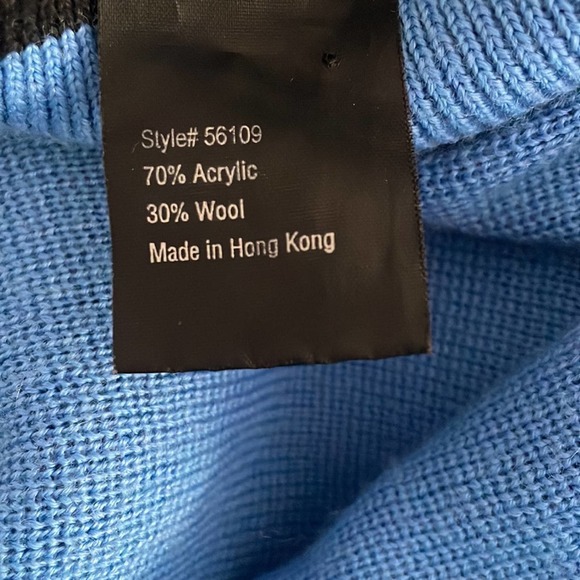 Style# 56109
70% Acrylic
30% Wool
Made in Hong Kong